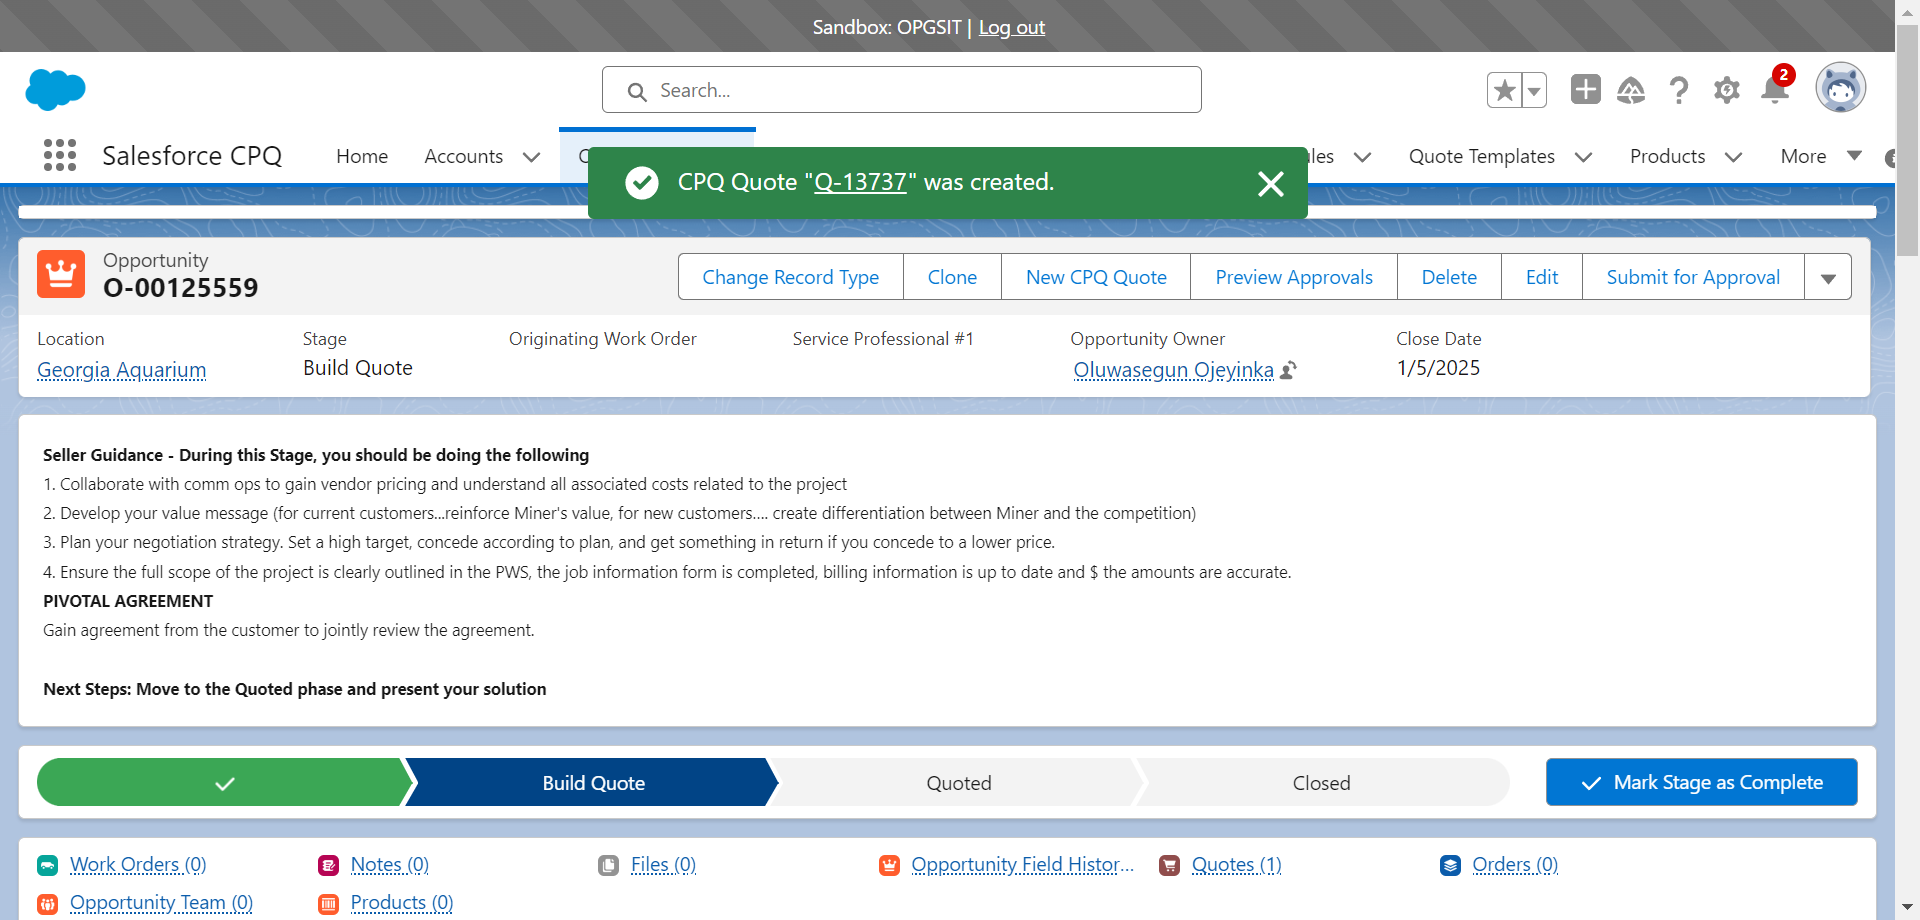 Sandbox: OPGSIT | Log out
Search...
2
Salesforce CPQ
Home
Accounts
Quote Templates
Products
More
CPQ Quote "Q-13737" was created.
Opportunity
O-00125559
Change Record Type
Clone
New CPQ Quote
Preview Approvals
Delete
Edit
Submit for Approval
Location
Stage
Originating Work Order
Service Professional #1
Opportunity Owner
Close Date
Georgia Aquarium
Build Quote
Oluwasegun Ojeyinka
1/5/2025
Seller Guidance - During this Stage, you should be doing the following
1. Collaborate with comm ops to gain vendor pricing and understand all associated costs related to the project
2. Develop your value message (for current customers...reinforce Miner's value, for new customers.... create differentiation between Miner and the competition)
3. Plan your negotiation strategy. Set a high target, concede according to plan, and get something in return if you concede to a lower price.
4. Ensure the full scope of the project is clearly outlined in the PWS, the job information form is completed, billing information is up to date and $ the amounts are accurate.
PIVOTAL AGREEMENT
Gain agreement from the customer to jointly review the agreement.
Next Steps: Move to the Quoted phase and present your solution
Build Quote
Quoted
Closed
Mark Stage as Complete
Work Orders (0)
Notes (0)
Files (0)
Opportunity Field Histor...
Quotes (1)
Orders (0)
Opportunity Team (0)
Products (0)